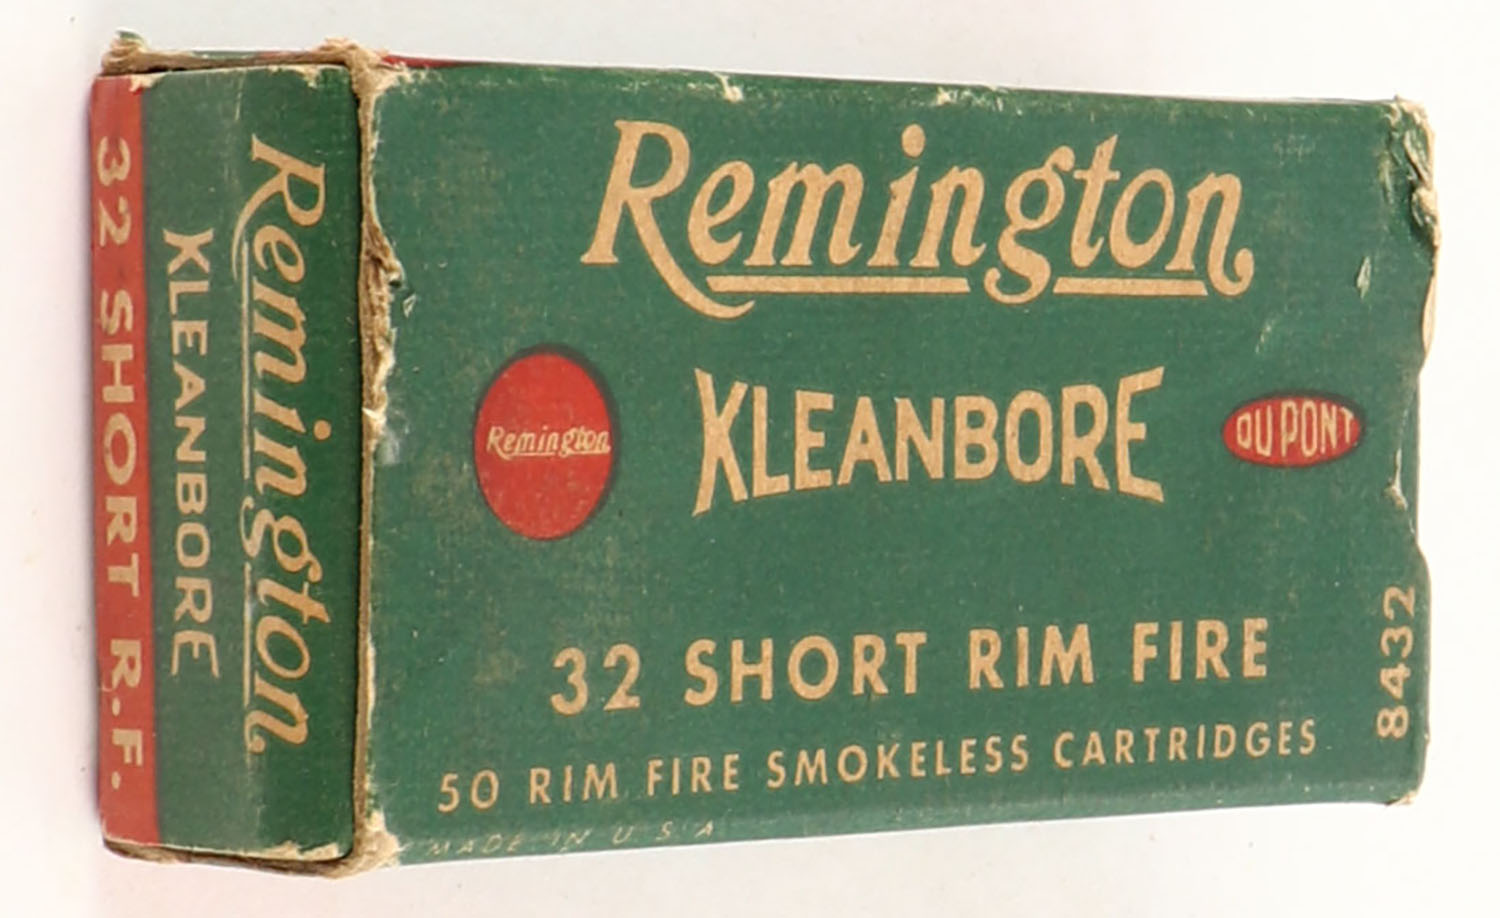 Remington
KLEANBORE
32 SHORT R.F.
Remington
Remington
KLEANBORE
DU PONT
32 SHORT RIM FIRE
50 RIM FIRE SMOKELESS CARTRIDGES
MADE IN U S A
8432